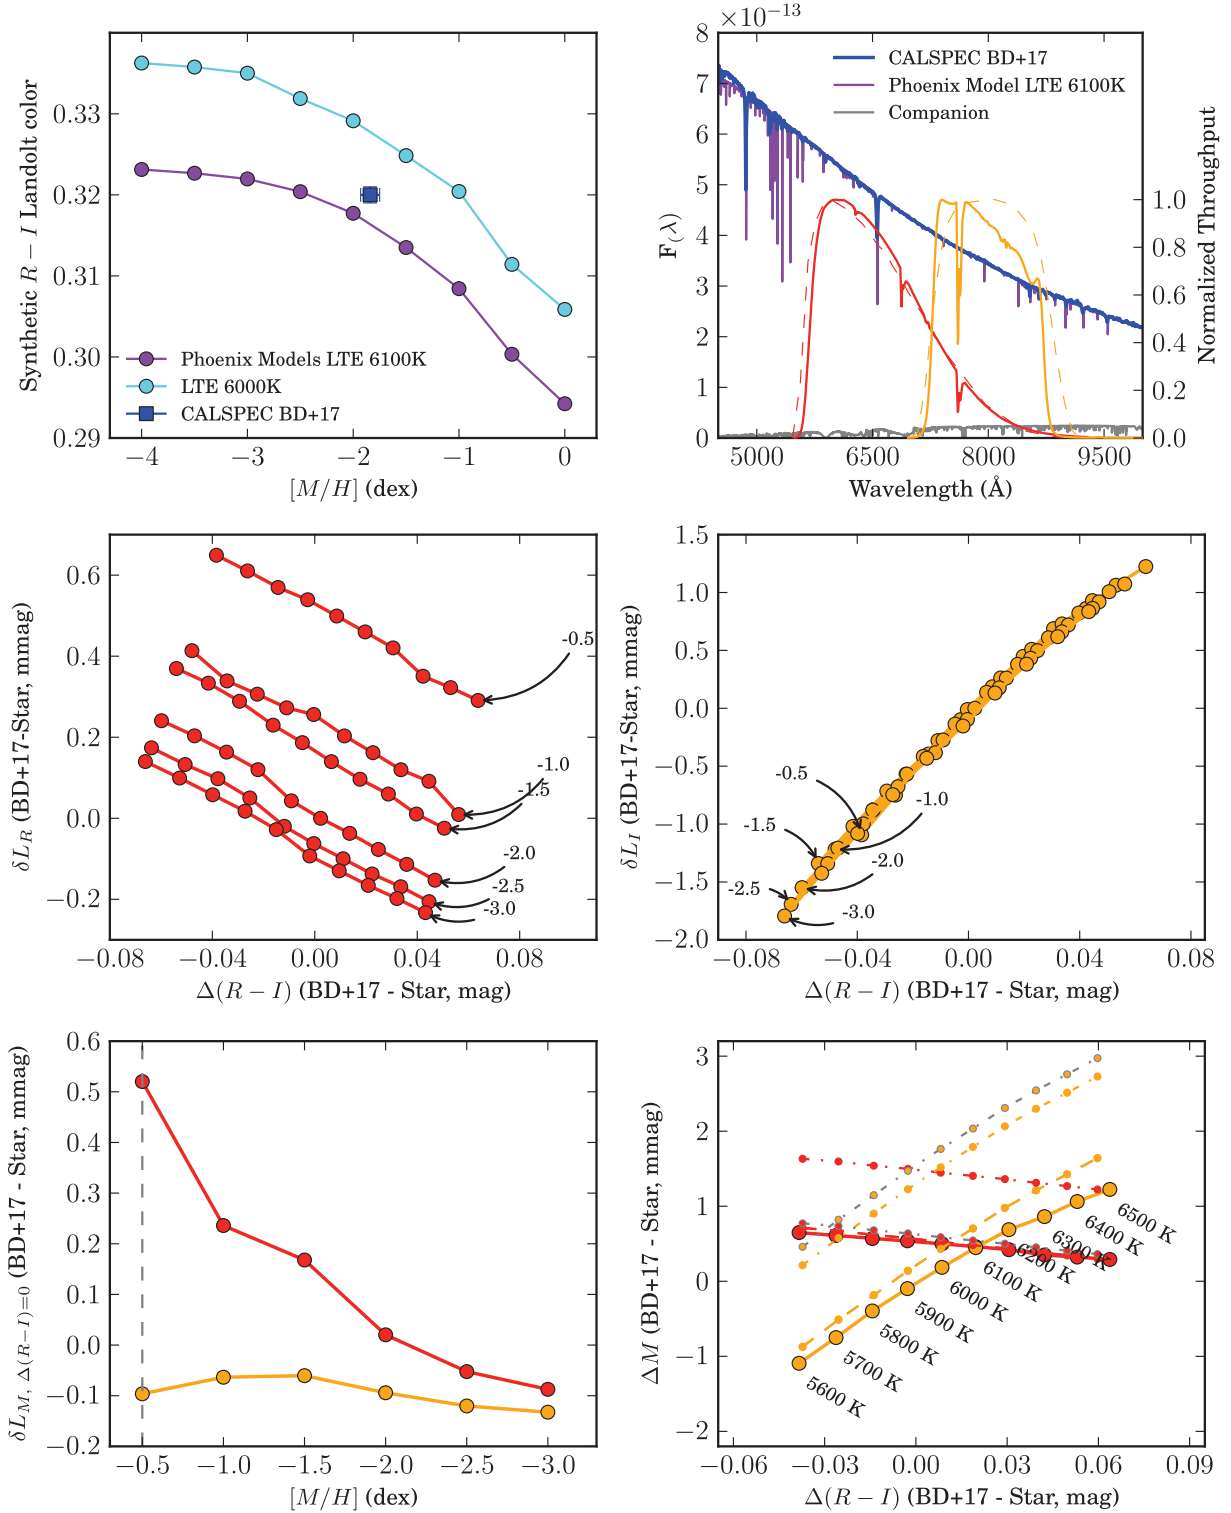 Synthetic R − I Landolt color
0.33
0.32
0.31
0.30
0.29
Phoenix Models LTE 6100K
LTE 6000K
CALSPEC BD+17
−4 −3 −2 −1 0
[M/H] (dex)
×10−13
F(λ)
8
7
6
5
4
3
2
1
0
CALSPEC BD+17
Phoenix Model LTE 6100K
Companion
1.0
0.8
0.6
0.4
0.2
0.0
Normalized Throughput
5000 6500 8000 9500
Wavelength (Å)
δLR (BD+17-Star, mmag)
0.6
0.4
0.2
0.0
−0.2
-0.5
-1.0
-1.5
-2.0
-2.5
-3.0
−0.08 −0.04 0.00 0.04 0.08
Δ(R − I) (BD+17 - Star, mag)
δLI (BD+17-Star, mmag)
1.5
1.0
0.5
0.0
−0.5
−1.0
−1.5
−2.0
-0.5
-1.0
-1.5
-2.0
-2.5
-3.0
−0.08 −0.04 0.00 0.04 0.08
Δ(R − I) (BD+17 - Star, mag)
δLM, Δ(R−I)=0 (BD+17 - Star, mmag)
0.6
0.5
0.4
0.3
0.2
0.1
0.0
−0.1
−0.2
−0.5 −1.0 −1.5 −2.0 −2.5 −3.0
[M/H] (dex)
ΔM (BD+17 - Star, mmag)
3
2
1
0
−1
−2
5600 K
5700 K
5800 K
5900 K
6000 K
6100 K
6200 K
6300 K
6400 K
6500 K
−0.06 −0.03 0.00 0.03 0.06 0.09
Δ(R − I) (BD+17 - Star, mag)